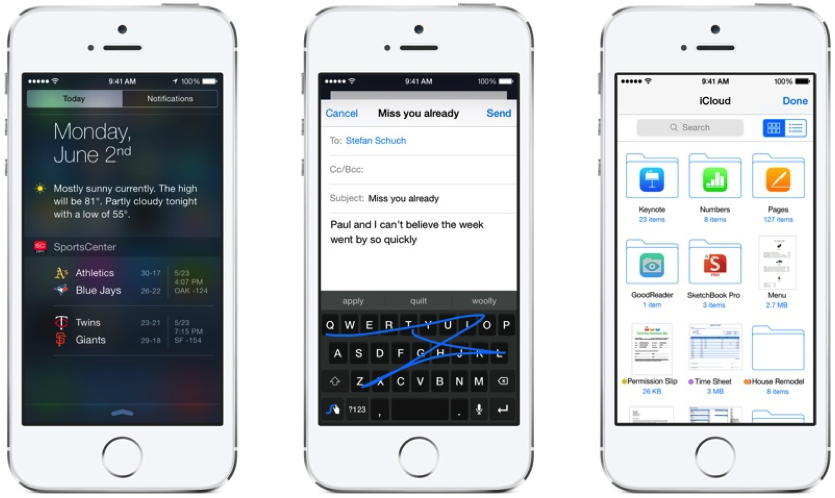 9:41 AM
100%
Today
Notifications
Monday,
June 2nd
Mostly sunny currently. The high
will be 81°. Partly cloudy tonight
with a low of 55°.
SC
SportsCenter
A's Athletics 30-17 5/23
4:07 PM
Blue Jays 26-22 OAK -124
Twins 23-21 5/23
7:15 PM
Giants 29-18 SF -154
9:41 AM
100%
Cancel
Miss you already
Send
To: Stefan Schuch
Cc/Bcc:
Subject: Miss you already
Paul and I can't believe the week
went by so quickly
apply quilt woolly
Q W E R T Y U I O P
A S D F G H J K L
Z X C V B N M
?123 , .
9:41 AM
100%
iCloud
Done
Search
Keynote Numbers Pages
23 items 8 items 127 items
PRO
GoodReader SketchBook Pro Menu
1 item 3 items 2.7 MB
Permission Slip Time Sheet House Remodel
26 KB 3 MB 8 items